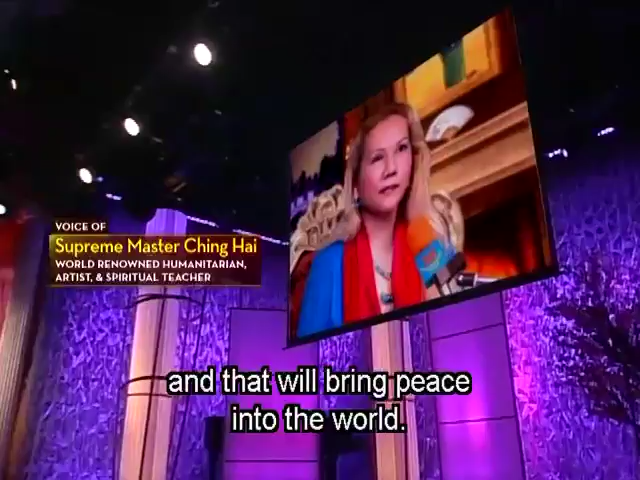 VOICE OF
Supreme Master Ching Hai
WORLD RENOWNED HUMANITARIAN,
ARTIST, & SPIRITUAL TEACHER
and that will bring peace
into the world.